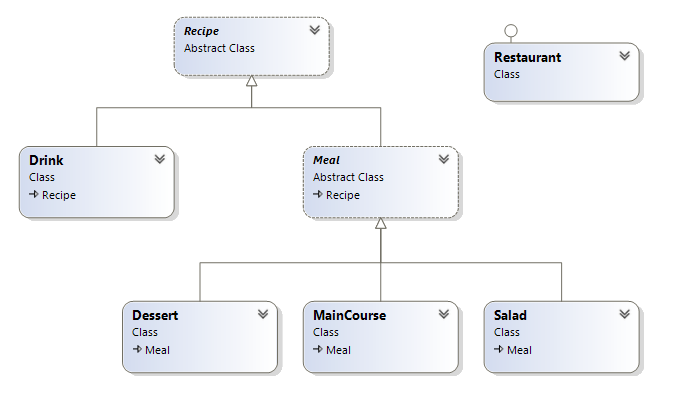 Recipe
Abstract Class
Restaurant
Class
Drink
Class
Recipe
Meal
Abstract Class
Recipe
Dessert
Class
Meal
MainCourse
Class
Meal
Salad
Class
Meal